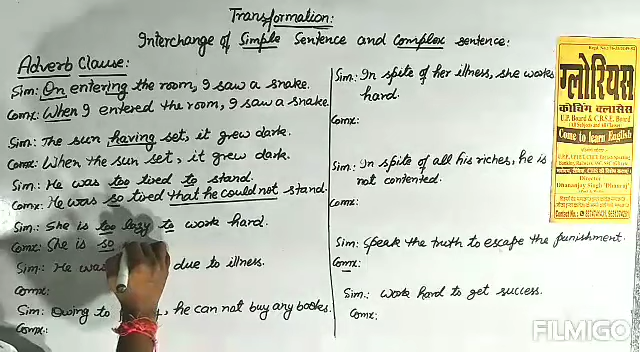 Transformation:
Interchange of Simple Sentence and Complex sentence:
Adverb Clause:
Sim: On entering the room, I saw a snake.
Comx: When I entered the room, I saw a snake.
Sim: The sun having set, it grew dark.
Comx: When the sun set, it grew dark.
Sim: He was too tired to stand.
Comx: He was so tired that he could not stand.
Sim: She is too lazy to work hard.
Comx: She is so
Sim: He was due to illness.
Comx:
Sim: Owing to he can not buy any books.
Comx:
Sim: In spite of her illness, she works
hard.
Comx:
Sim: In spite of all his riches, he is
not contented.
Comx:
Sim: Speak the truth to escape the punishment.
Comx:
Sim: Work hard to get success.
Comx:
ग्लोरियस
कोचिंग क्लासेस
U.P. Board & C.B.S.E. Board
(All Subjects and All Classes)
Come to learn English
Director
Dhananjay Singh 'Dhanraj'
FILMIGO